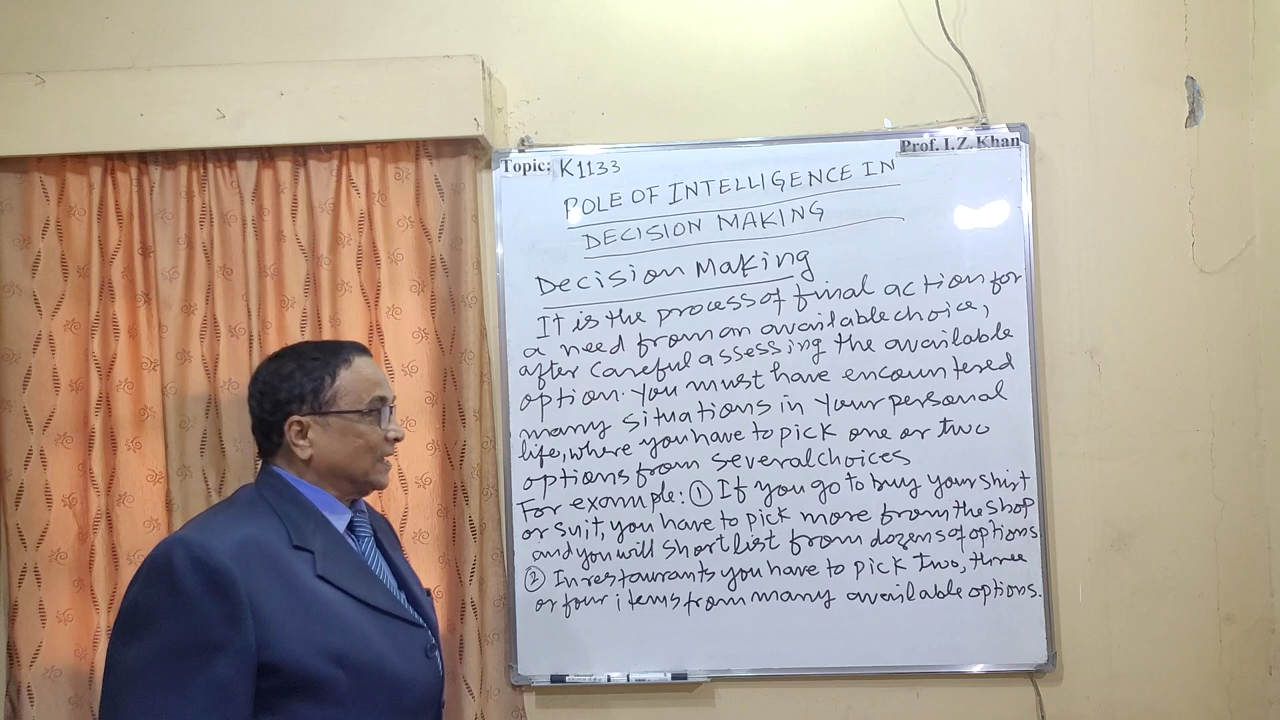 Topic: K1133
Prof. I.Z. Khan
POLE OF INTELLIGENCE IN
DECISION MAKING
Decision Making
It is the process of final action for
a need from an available choice,
after careful assessing the available
option. You must have encountered
many situations in your personal
life, where you have to pick one or two
options from several choices
For example: ① If you go to buy your shirt
or suit, you have to pick more from the shop
and you will short list from dozens of options
② In restaurants you have to pick two, three
or four items from many available options.